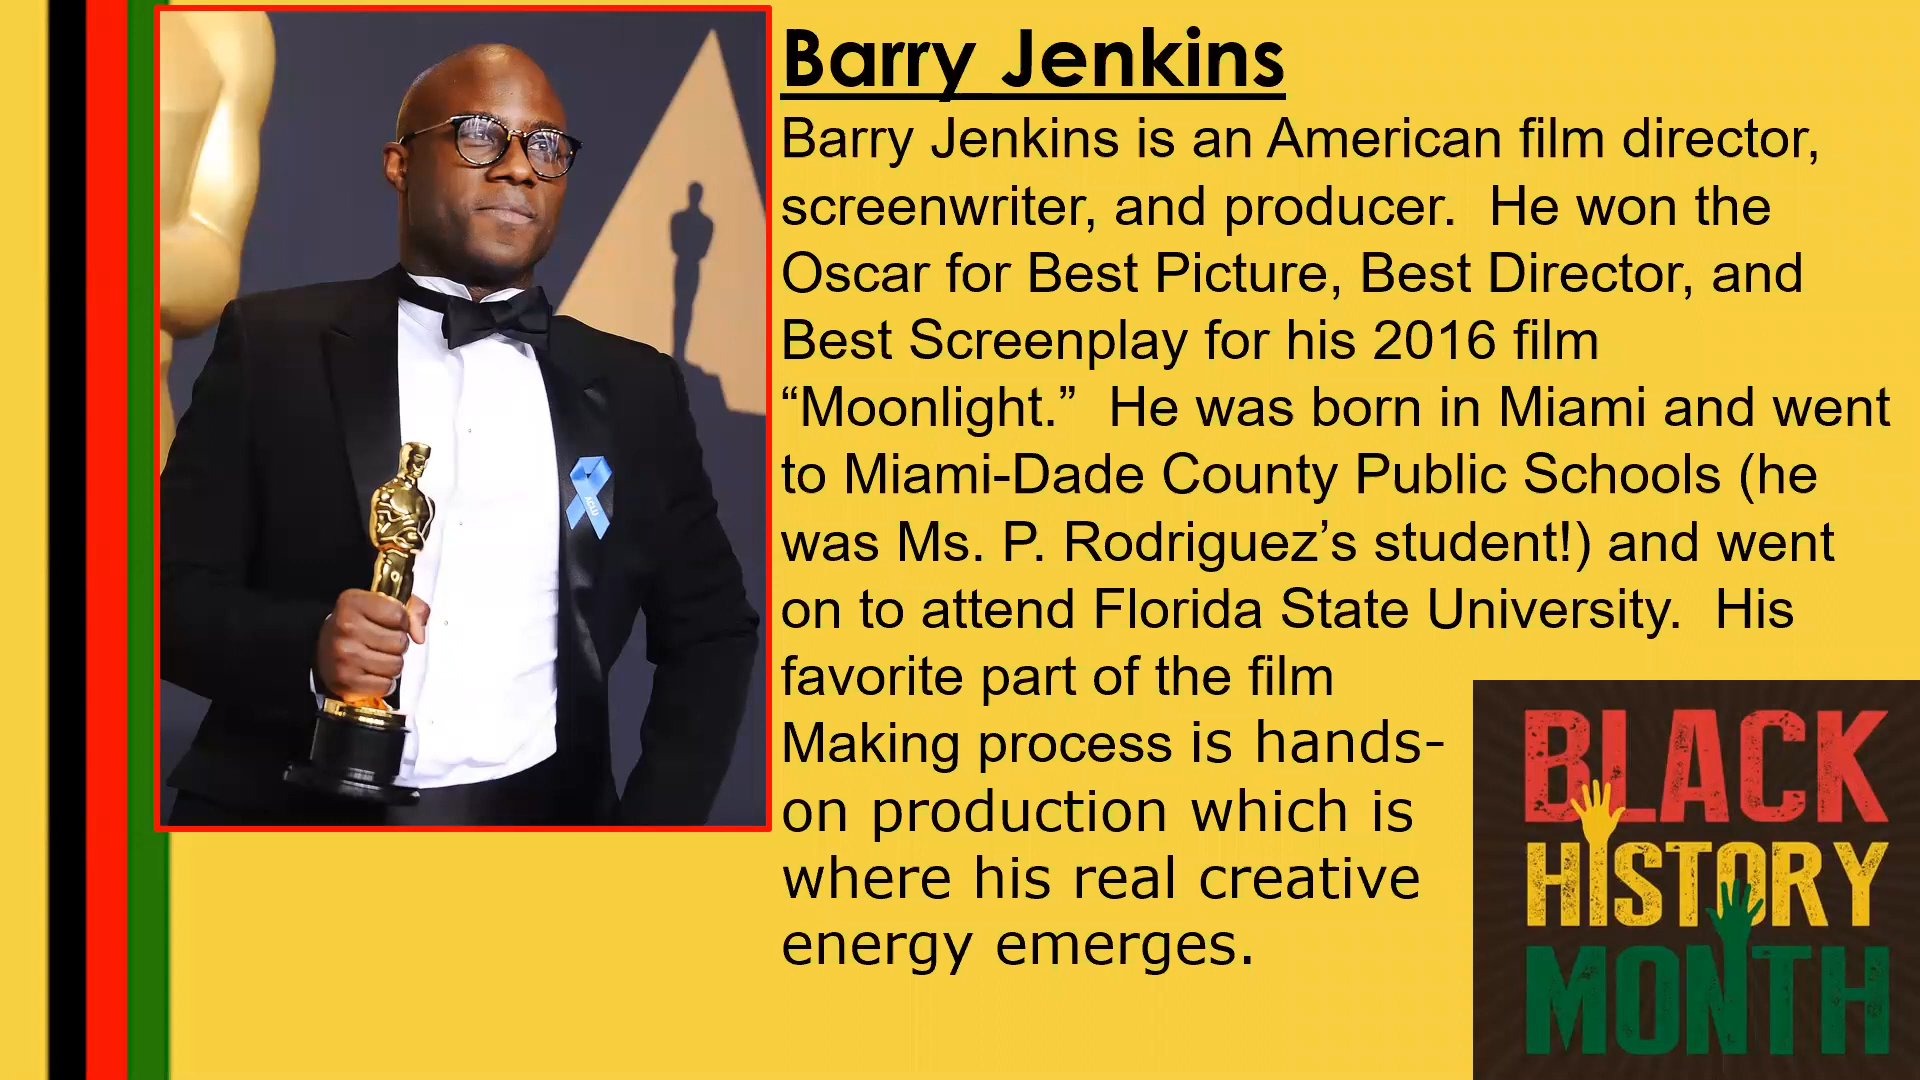 Barry Jenkins
Barry Jenkins is an American film director,
screenwriter, and producer.  He won the
Oscar for Best Picture, Best Director, and
Best Screenplay for his 2016 film
“Moonlight.”  He was born in Miami and went
to Miami-Dade County Public Schools (he
was Ms. P. Rodriguez’s student!) and went
on to attend Florida State University.  His
favorite part of the film
Making process is hands-
on production which is
where his real creative
energy emerges.
ACLU
BLACK
HISTORY
MONTH